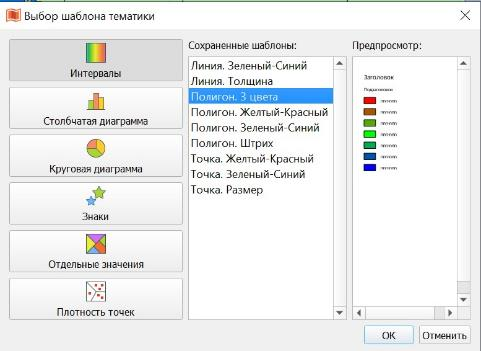 Выбор шаблона тематики
Интервалы
Столбчатая диаграмма
Круговая диаграмма
Знаки
Отдельные значения
Плотность точек
Сохраненные шаблоны:
Линия. Зеленый-Синий
Линия. Толщина
Полигон. 3 цвета
Полигон. Желтый-Красный
Полигон. Зеленый-Синий
Полигон. Штрих
Точка. Желтый-Красный
Точка. Зеленый-Синий
Точка. Размер
Предпросмотр:
Заголовок
Подзаголовок
OK
Отменить